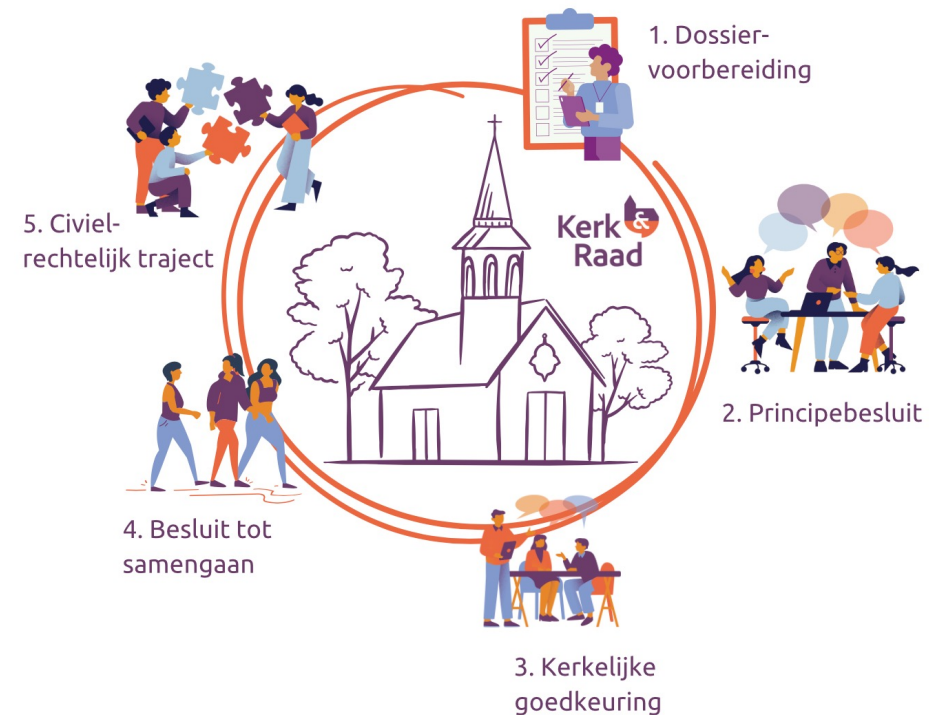 1. Dossier-
voorbereiding
Kerk &
Raad
2. Principebesluit
3. Kerkelijke
goedkeuring
4. Besluit tot
samengaan
5. Civiel-
rechtelijk traject